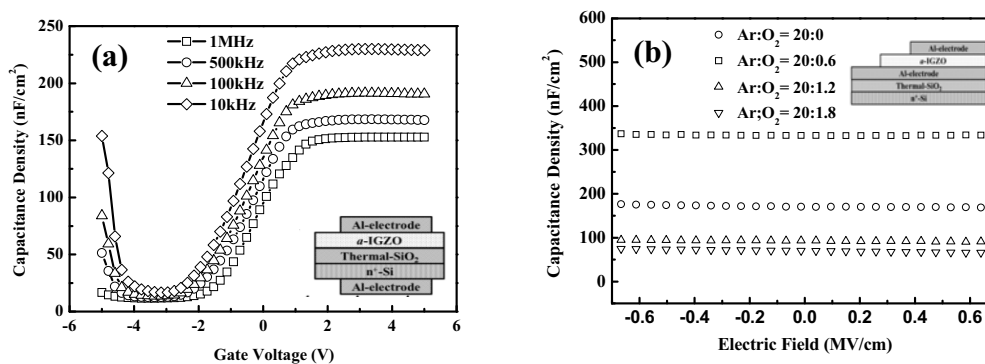 (a)
1MHz
500kHz
100kHz
10kHz
Capacitance Density (nF/cm²)
250
200
150
100
50
0
-6
-4
-2
0
2
4
6
Gate Voltage (V)
Al-electrode
a-IGZO
Thermal-SiO₂
n⁺-Si
Al-electrode
(b)
Ar:O₂= 20:0
Ar:O₂= 20:0.6
Ar:O₂= 20:1.2
Ar;O₂= 20:1.8
Capacitance Density (nF/cm²)
600
500
400
300
200
100
0
-0.6
-0.4
-0.2
0.0
0.2
0.4
0.6
Electric Field (MV/cm)
Al-electrode
a-IGZO
Al-electrode
Thermal-SiO₂
n⁺-Si